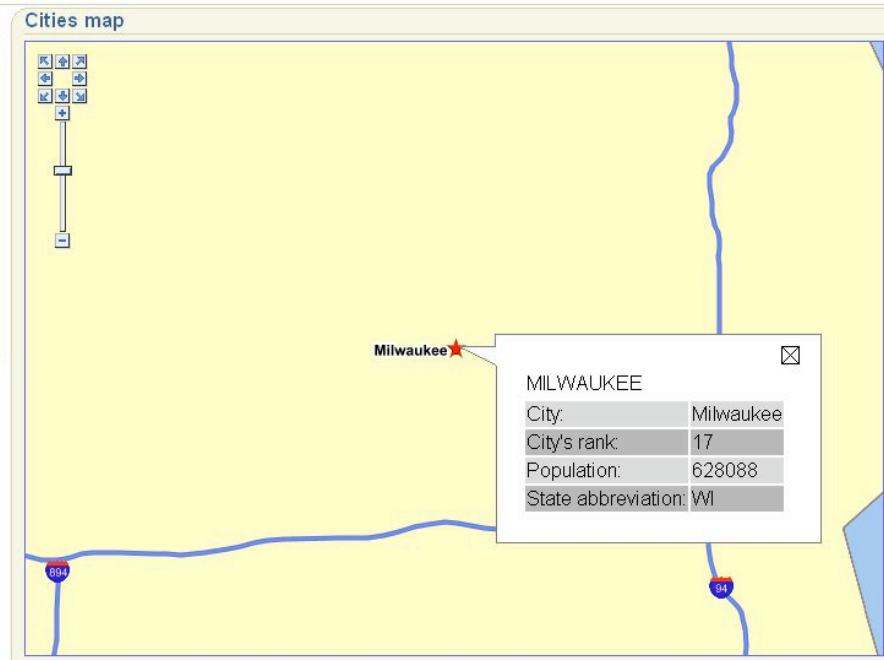 Cities map
Milwaukee
MILWAUKEE
City: Milwaukee
City's rank: 17
Population: 628088
State abbreviation: WI
894
94